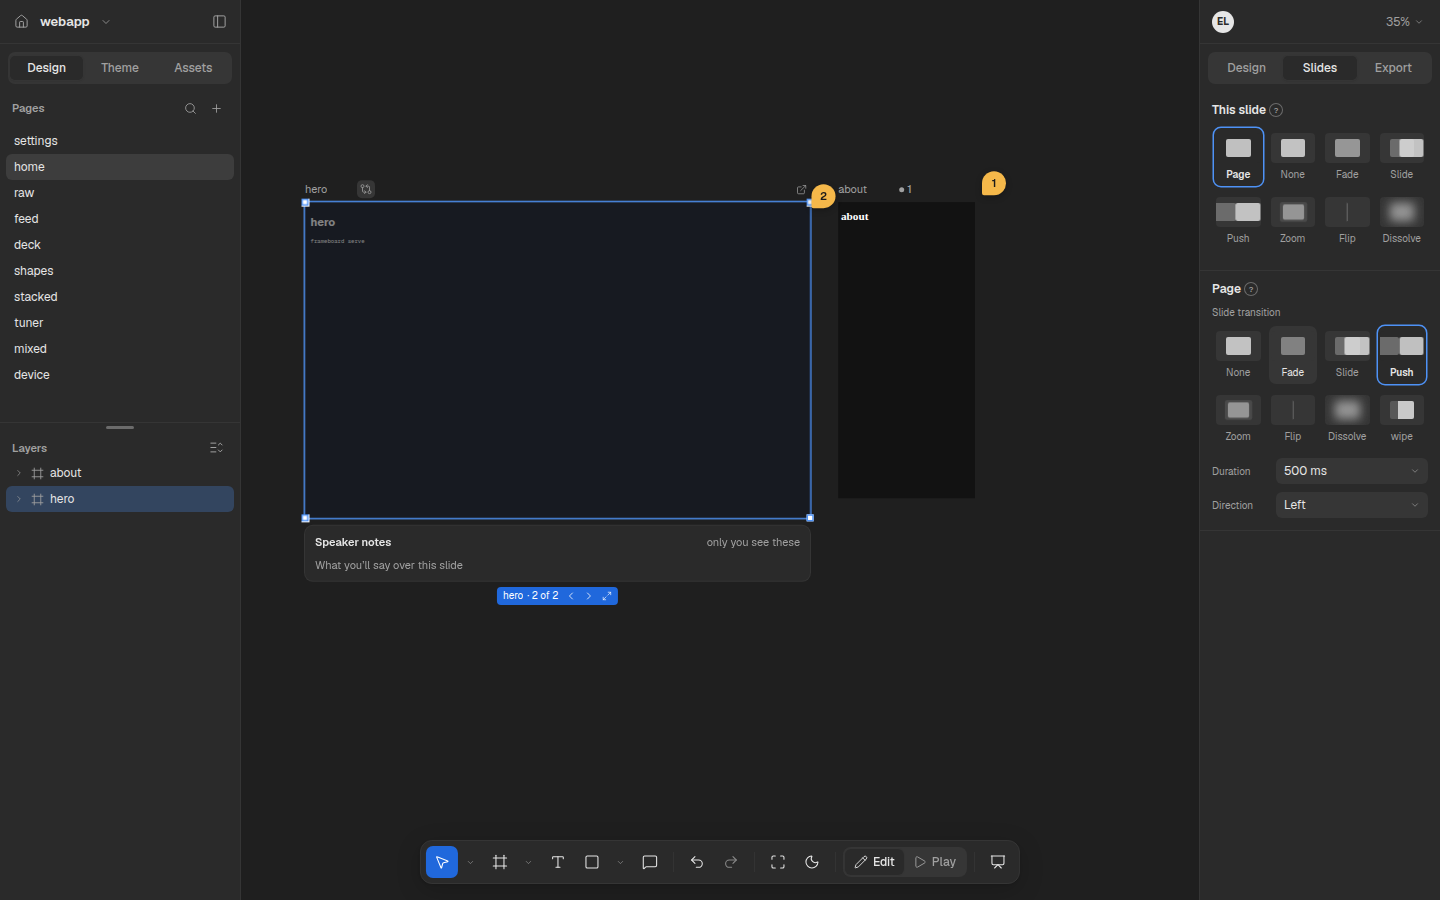 webapp
Design Theme Assets
Pages
settings
home
raw
feed
deck
shapes
stacked
tuner
mixed
device
Layers
about
hero
hero
2
about 1
1
hero
frameboard serve
about
Speaker notes only you see these
What you'll say over this slide
hero · 2 of 2
Edit Play
EL 35%
Design Slides Export
This slide ?
Page None Fade Slide
Push Zoom Flip Dissolve
Page ?
Slide transition
None Fade Slide Push
Zoom Flip Dissolve wipe
Duration 500 ms
Direction Left